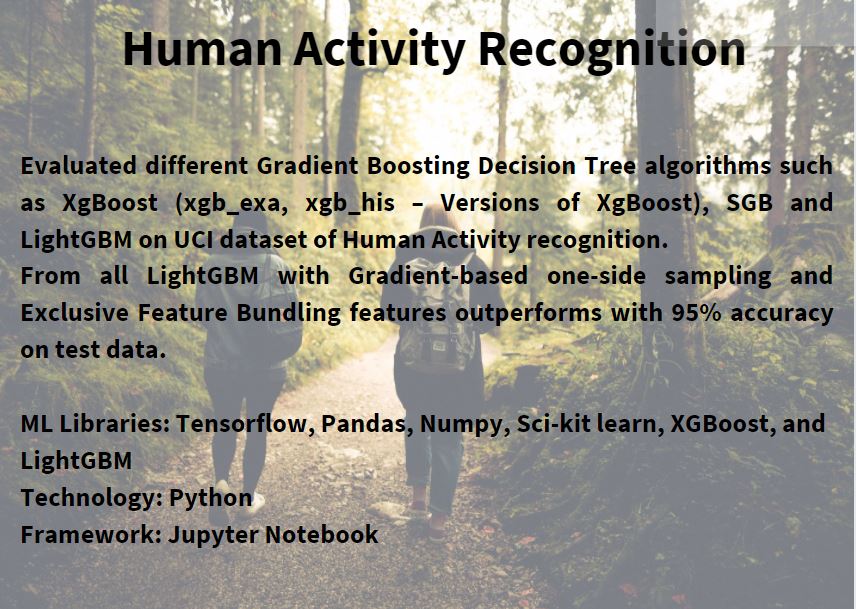 Human Activity Recognition
Evaluated different Gradient Boosting Decision Tree algorithms such
as XgBoost (xgb_exa, xgb_his – Versions of XgBoost), SGB and
LightGBM on UCI dataset of Human Activity recognition.
From all LightGBM with Gradient-based one-side sampling and
Exclusive Feature Bundling features outperforms with 95% accuracy
on test data.
ML Libraries: Tensorflow, Pandas, Numpy, Sci-kit learn, XGBoost, and
LightGBM
Technology: Python
Framework: Jupyter Notebook